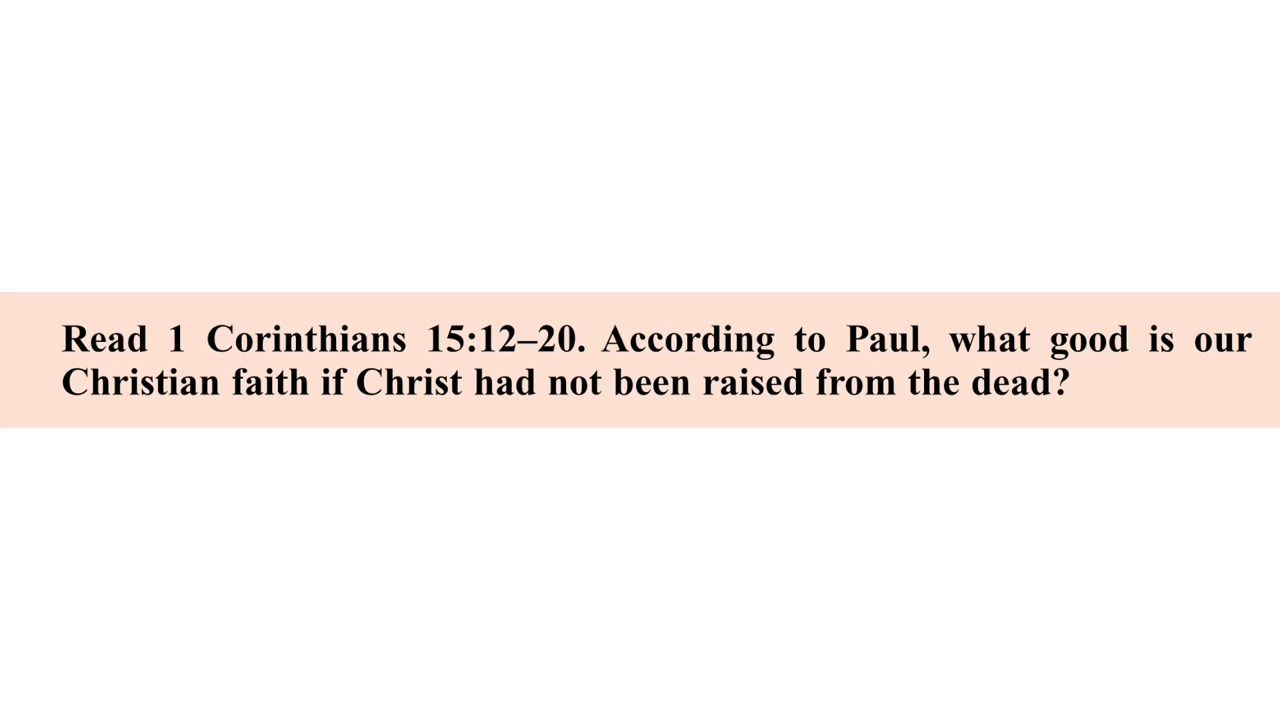 Read 1 Corinthians 15:12–20. According to Paul, what good is our
Christian faith if Christ had not been raised from the dead?